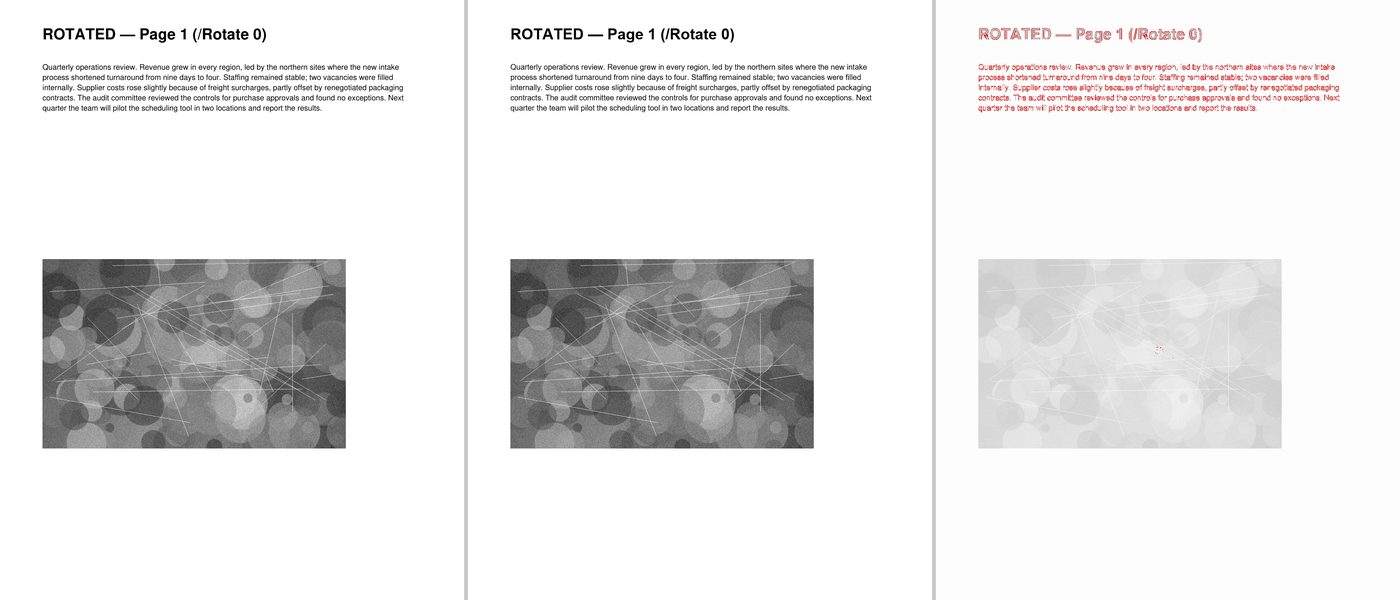 ROTATED — Page 1 (/Rotate 0)
Quarterly operations review. Revenue grew in every region, led by the northern sites where the new intake
process shortened turnaround from nine days to four. Staffing remained stable; two vacancies were filled
internally. Supplier costs rose slightly because of freight surcharges, partly offset by renegotiated packaging
contracts. The audit committee reviewed the controls for purchase approvals and found no exceptions. Next
quarter the team will pilot the scheduling tool in two locations and report the results.
ROTATED — Page 1 (/Rotate 0)
Quarterly operations review. Revenue grew in every region, led by the northern sites where the new intake
process shortened turnaround from nine days to four. Staffing remained stable; two vacancies were filled
internally. Supplier costs rose slightly because of freight surcharges, partly offset by renegotiated packaging
contracts. The audit committee reviewed the controls for purchase approvals and found no exceptions. Next
quarter the team will pilot the scheduling tool in two locations and report the results.
ROTATED — Page 1 (/Rotate 0)
Quarterly operations review. Revenue grew in every region, led by the northern sites where the new intake
process shortened turnaround from nine days to four. Staffing remained stable; two vacancies were filled
internally. Supplier costs rose slightly because of freight surcharges, partly offset by renegotiated packaging
contracts. The audit committee reviewed the controls for purchase approvals and found no exceptions. Next
quarter the team will pilot the scheduling tool in two locations and report the results.